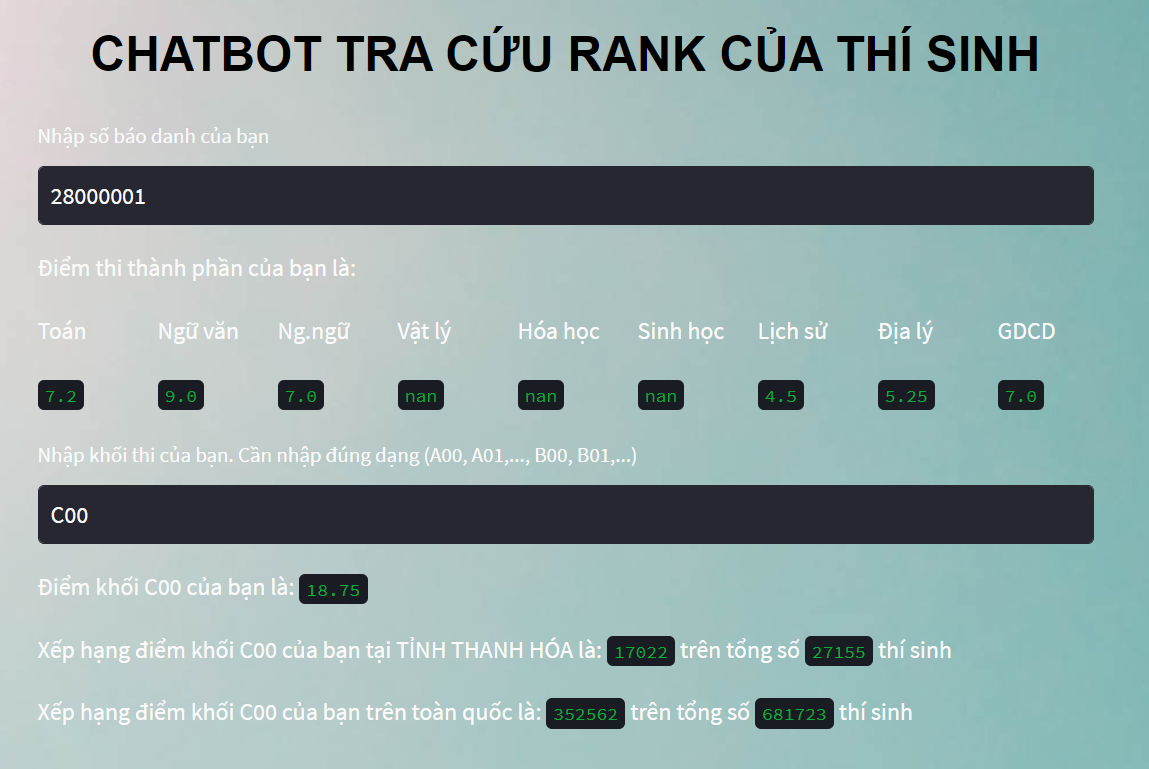 CHATBOT TRA CỨU RANK CỦA THÍ SINH
Nhập số báo danh của bạn
28000001
Điểm thi thành phần của bạn là:
Toán Ngữ văn Ng.ngữ Vật lý Hóa học Sinh học Lịch sử Địa lý GDCD
7.2 9.0 7.0 nan nan nan 4.5 5.25 7.0
Nhập khối thi của bạn. Cần nhập đúng dạng (A00, A01,..., B00, B01,...)
C00
Điểm khối C00 của bạn là: 18.75
Xếp hạng điểm khối C00 của bạn tại TỈNH THANH HÓA là: 17022 trên tổng số 27155 thí sinh
Xếp hạng điểm khối C00 của bạn trên toàn quốc là: 352562 trên tổng số 681723 thí sinh